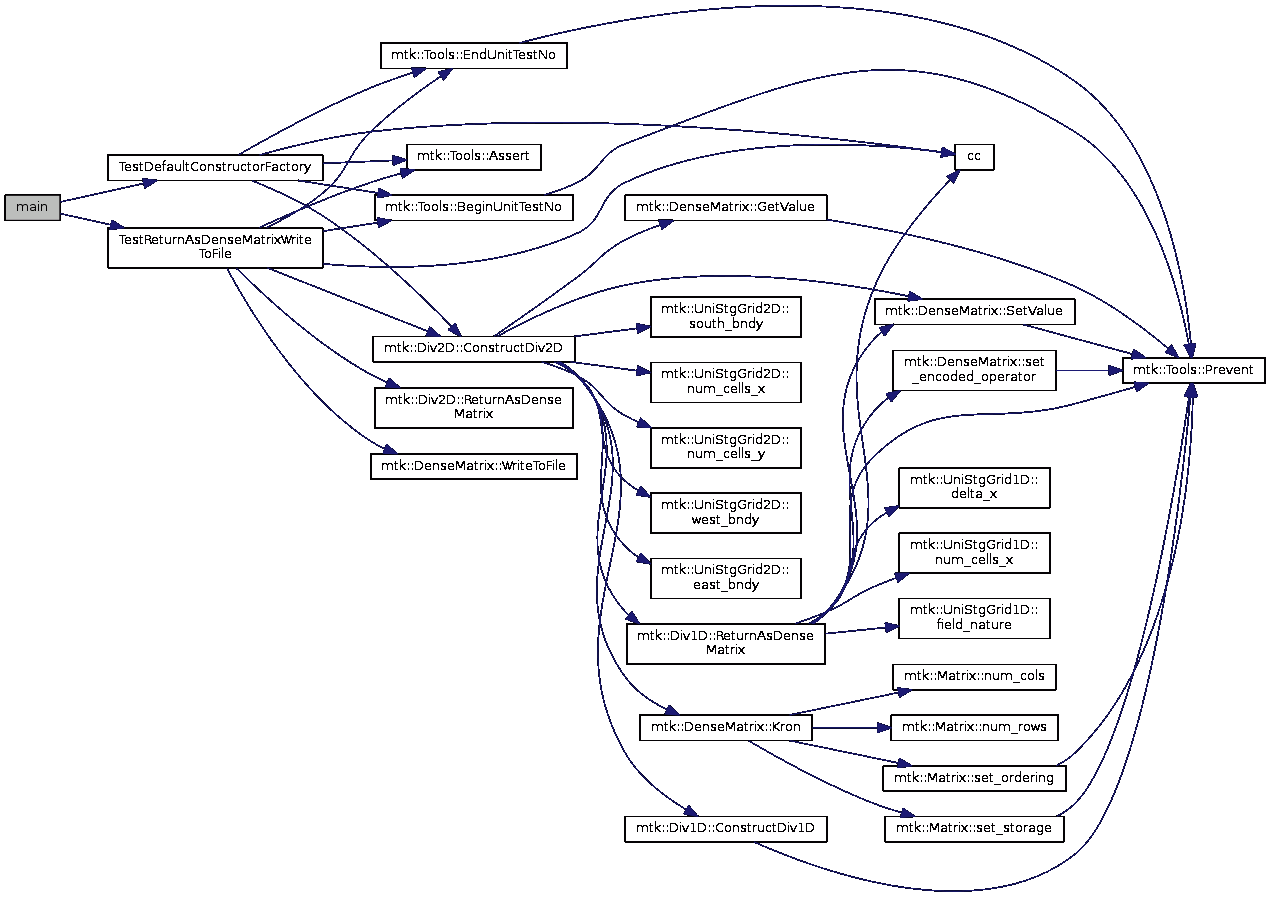 main
TestDefaultConstructorFactory
TestReturnAsDenseMatrixWrite
ToFile
mtk::Tools::EndUnitTestNo
mtk::Tools::Assert
mtk::Tools::BeginUnitTestNo
mtk::Div2D::ConstructDiv2D
mtk::Div2D::ReturnAsDense
Matrix
mtk::DenseMatrix::WriteToFile
mtk::DenseMatrix::GetValue
mtk::UniStgGrid2D::
south_bndy
mtk::UniStgGrid2D::
num_cells_x
mtk::UniStgGrid2D::
num_cells_y
mtk::UniStgGrid2D::
west_bndy
mtk::UniStgGrid2D::
east_bndy
mtk::Div1D::ReturnAsDense
Matrix
mtk::DenseMatrix::Kron
mtk::Div1D::ConstructDiv1D
cc
mtk::DenseMatrix::SetValue
mtk::DenseMatrix::set
_encoded_operator
mtk::UniStgGrid1D::
delta_x
mtk::UniStgGrid1D::
num_cells_x
mtk::UniStgGrid1D::
field_nature
mtk::Matrix::num_cols
mtk::Matrix::num_rows
mtk::Matrix::set_ordering
mtk::Matrix::set_storage
mtk::Tools::Prevent